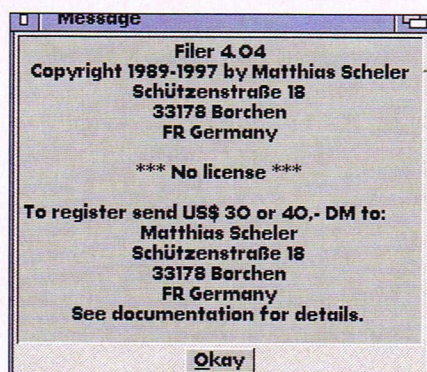 Message
Filer 4.04
Copyright 1989-1997 by Matthias Scheler
Schützenstraße 18
33178 Borchen
FR Germany
*** No license ***
To register send US$ 30 or 40,- DM to:
Matthias Scheler
Schützenstraße 18
33178 Borchen
FR Germany
See documentation for details.
Okay